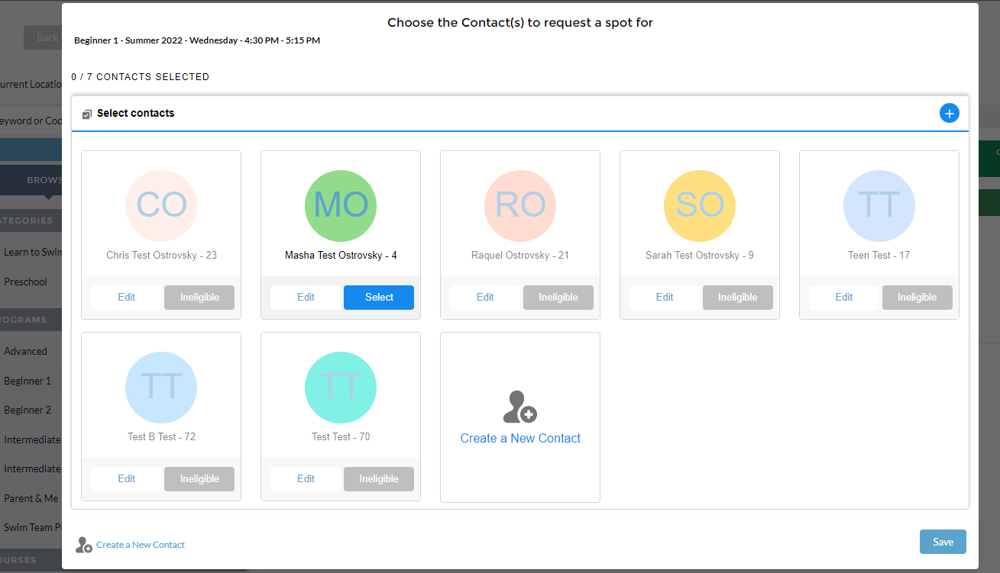 Choose the Contact(s) to request a spot for
Beginner 1 - Summer 2022 - Wednesday - 4:30 PM - 5:15 PM
0 / 7 CONTACTS SELECTED
Select contacts
CO
MO
RO
SO
TT
Chris Test Ostrovsky - 23
Masha Test Ostrovsky - 4
Raquel Ostrovsky - 21
Sarah Test Ostrovsky - 9
Teen Test - 17
Edit Ineligible
Edit Select
Edit Ineligible
Edit Ineligible
Edit Ineligible
TT
TT
Test B Test - 72
Test Test - 70
Create a New Contact
Edit Ineligible
Edit Ineligible
Create a New Contact
Save
Back
urrent Locatio
eyword or Cod
BROWS
ATEGORIES
Learn to Swim
Preschool
ROGRAMS
Advanced
Beginner 1
Beginner 2
Intermediate
Intermediate
Parent & Me
Swim Team P
OURSES